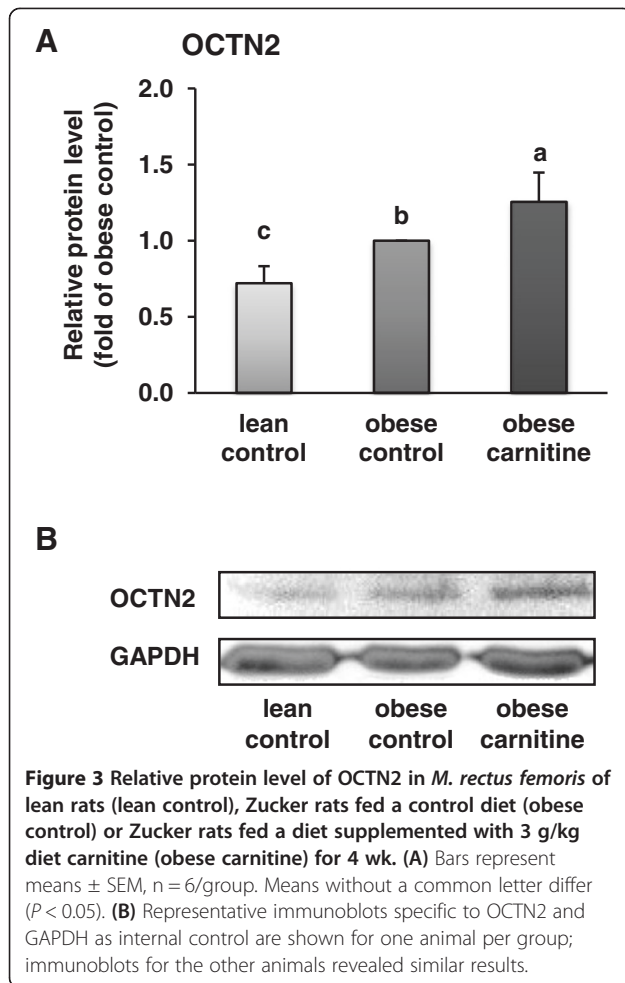 A
OCTN2
Relative protein level
(fold of obese control)
2.0
1.5
1.0
0.5
0.0
c
b
a
lean
control
obese
control
obese
carnitine
B
OCTN2
GAPDH
lean
control
obese
control
obese
carnitine
Figure 3 Relative protein level of OCTN2 in M. rectus femoris of
lean rats (lean control), Zucker rats fed a control diet (obese
control) or Zucker rats fed a diet supplemented with 3 g/kg
diet carnitine (obese carnitine) for 4 wk. (A) Bars represent
means ± SEM, n = 6/group. Means without a common letter differ
(P < 0.05). (B) Representative immunoblots specific to OCTN2 and
GAPDH as internal control are shown for one animal per group;
immunoblots for the other animals revealed similar results.